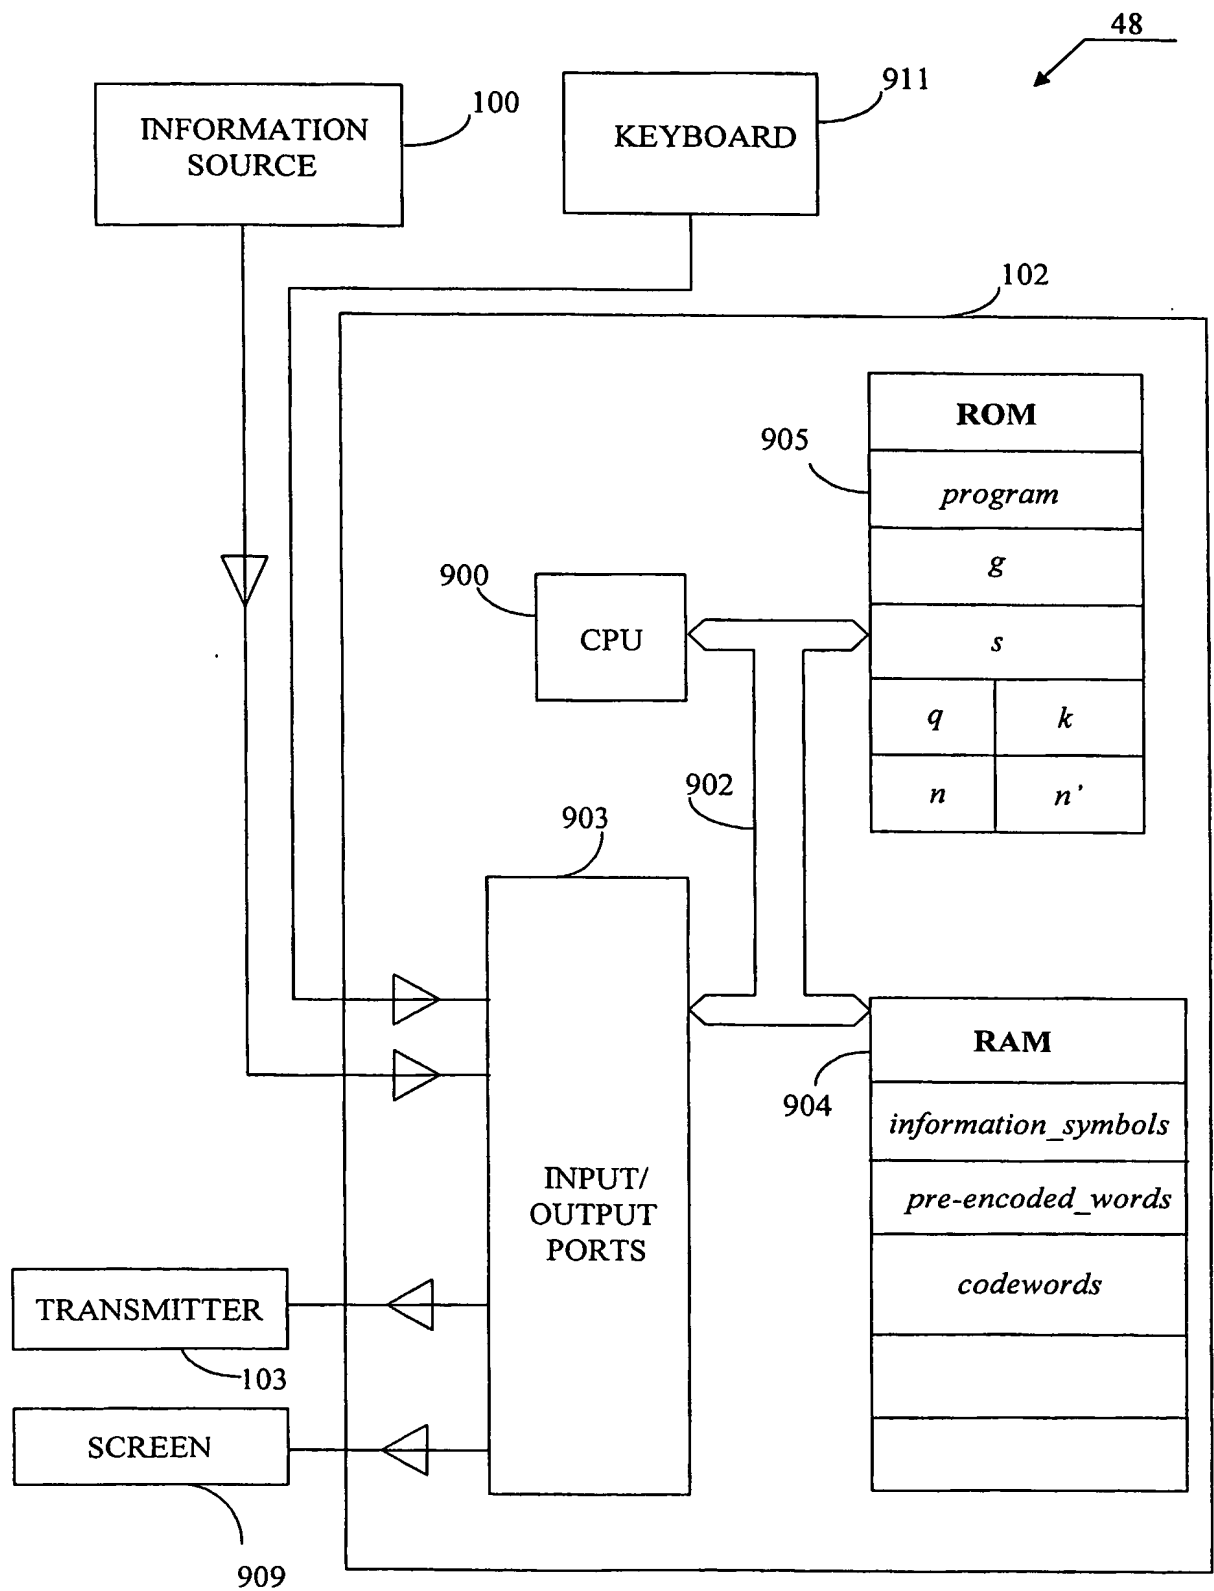 48
INFORMATION
SOURCE
100
KEYBOARD
911
102
ROM
905
program
g
s
q
k
n
n'
900
CPU
902
903
INPUT/
OUTPUT
PORTS
RAM
904
information_symbols
pre-encoded_words
codewords
TRANSMITTER
103
SCREEN
909